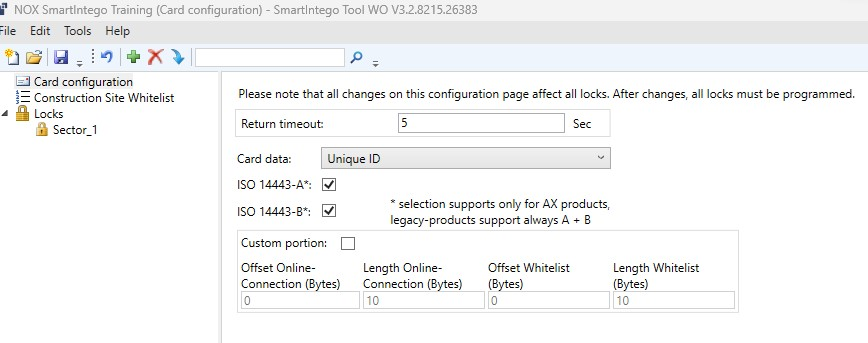 NOX SmartIntego Training (Card configuration) - SmartIntego Tool WO V3.2.8215.26383
File Edit Tools Help
Card configuration
Construction Site Whitelist
Locks
Sector_1
Please note that all changes on this configuration page affect all locks. After changes, all locks must be programmed.
Return timeout: 5 Sec
Card data: Unique ID
ISO 14443-A*:
ISO 14443-B*:
* selection supports only for AX products,
legacy-products support always A + B
Custom portion:
Offset Online- Length Online- Offset Whitelist Length Whitelist
Connection (Bytes) Connection (Bytes) (Bytes) (Bytes)
0 10 0 10